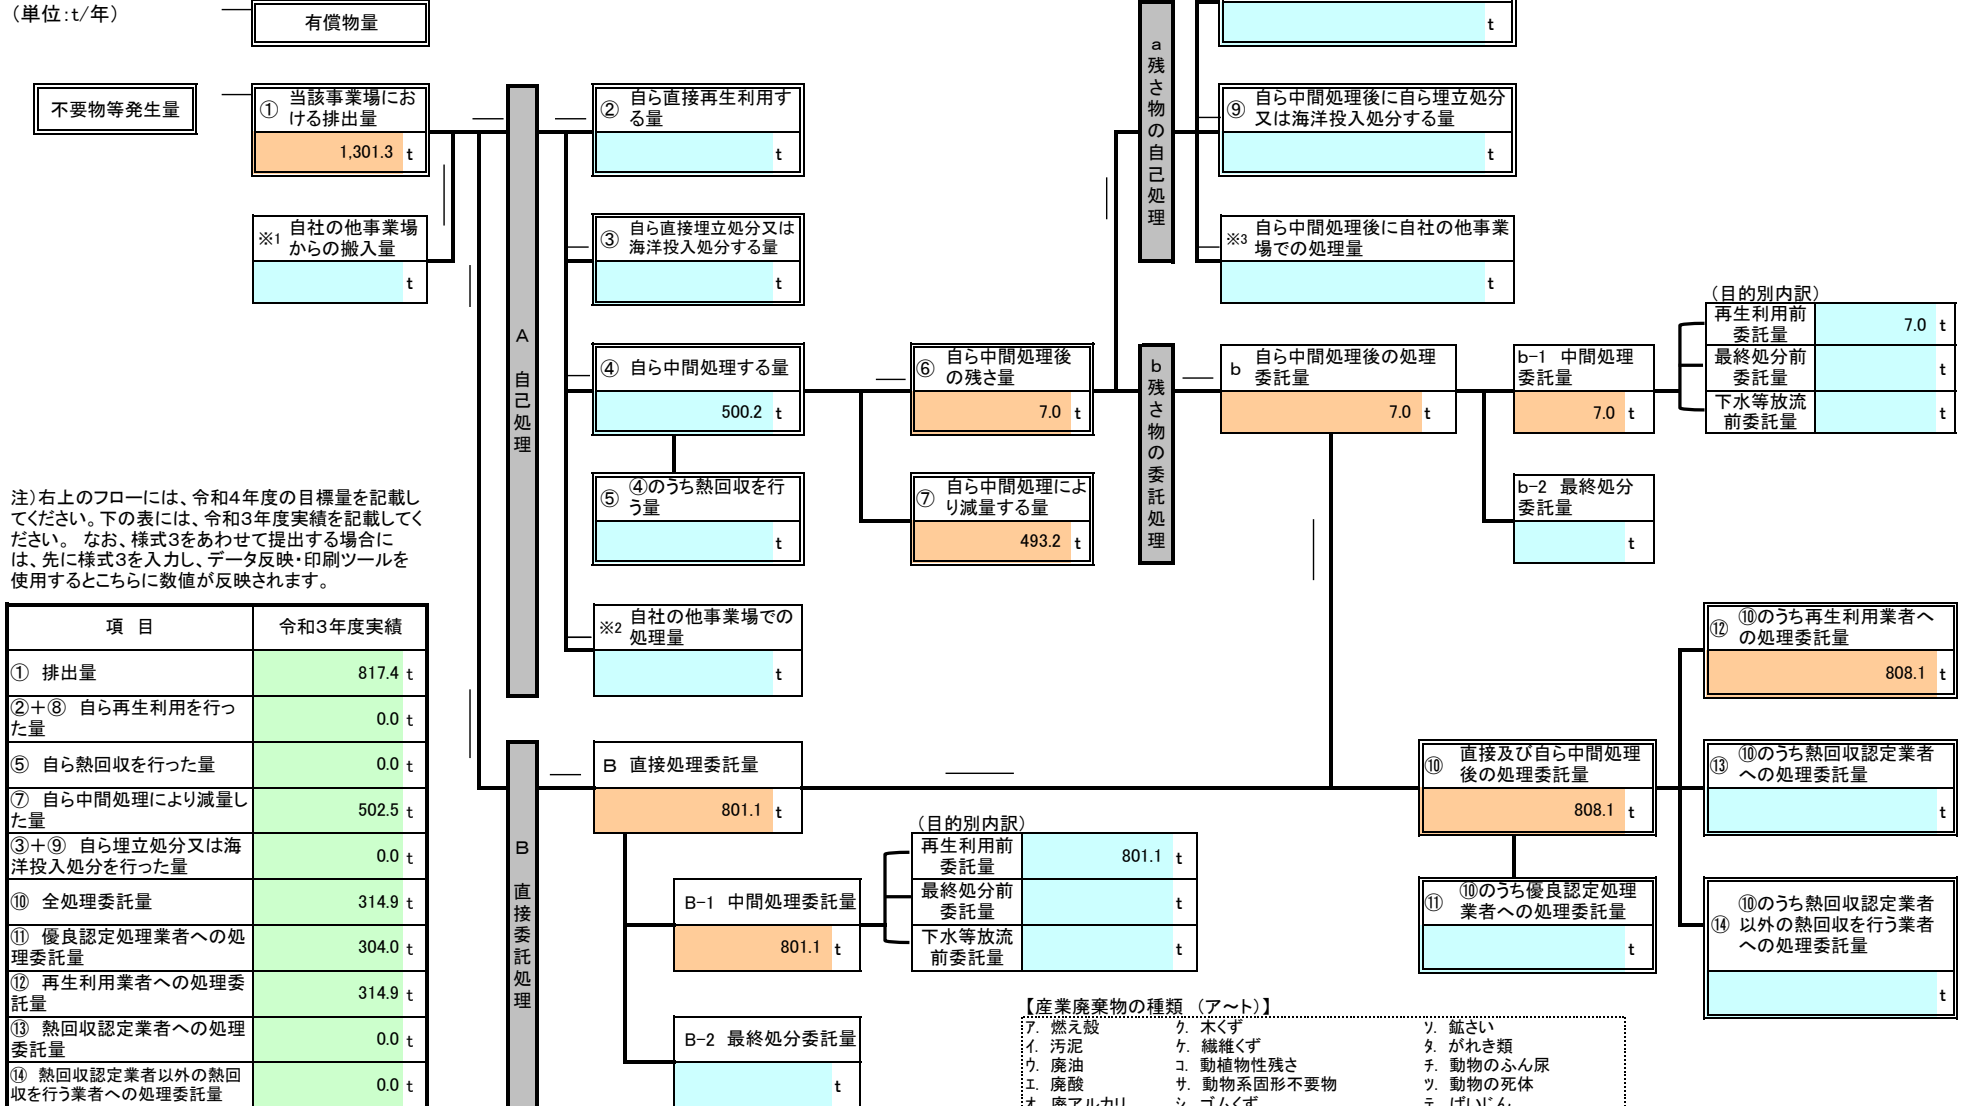 （単位:t/年）
有償物量
t
不要物等発生量
① 当該事業場にお
ける排出量
1,301.3 t
※1 自社の他事業場
からの搬入量
t
A 自己処理
② 自ら直接再生利用す
る量
t
③ 自ら直接埋立処分又は
海洋投入処分する量
t
④ 自ら中間処理する量
500.2 t
⑤ ④のうち熱回収を行
う量
t
※2 自社の他事業場での
処理量
t
⑥ 自ら中間処理後
の残さ量
7.0 t
⑦ 自ら中間処理によ
り減量する量
493.2 t
a 残さ物の自己処理
⑨ 自ら中間処理後に自ら埋立処分
又は海洋投入処分する量
t
※3 自ら中間処理後に自社の他事業
場での処理量
t
b 残さ物の委託処理
b 自ら中間処理後の処理
委託量
7.0 t
b-1 中間処理
委託量
7.0 t
（目的別内訳）
再生利用前
委託量
7.0 t
最終処分前
委託量
t
下水等放流
前委託量
t
b-2 最終処分
委託量
t
注）右上のフローには、令和４年度の目標量を記載し
てください。下の表には、令和３年度実績を記載してく
ださい。 なお、様式３をあわせて提出する場合に
は、先に様式３を入力し、データ反映・印刷ツールを
使用するとこちらに数値が反映されます。
項 目 令和３年度実績
① 排出量 817.4 t
②＋⑧ 自ら再生利用を行っ
た量 0.0 t
⑤ 自ら熱回収を行った量 0.0 t
⑦ 自ら中間処理により減量し
た量 502.5 t
③＋⑨ 自ら埋立処分又は海
洋投入処分を行った量 0.0 t
⑩ 全処理委託量 314.9 t
⑪ 優良認定処理業者への処
理委託量 304.0 t
⑫ 再生利用業者への処理委
託量 314.9 t
⑬ 熱回収認定業者への処理
委託量 0.0 t
⑭ 熱回収認定業者以外の熱回
収を行う業者への処理委託量 0.0 t
B 直接委託処理
B 直接処理委託量
801.1 t
B-1 中間処理委託量
801.1 t
（目的別内訳）
再生利用前
委託量
801.1 t
最終処分前
委託量
t
下水等放流
前委託量
t
B-2 最終処分委託量
t
⑩ 直接及び自ら中間処理
後の処理委託量
808.1 t
⑪ ⑩のうち優良認定処理
業者への処理委託量
t
⑫ ⑩のうち再生利用業者へ
の処理委託量
808.1 t
⑬ ⑩のうち熱回収認定業者
への処理委託量
t
⑭ ⑩のうち熱回収認定業者
以外の熱回収を行う業者
への処理委託量
t
【産業廃棄物の種類 （ア～ト）】
ｱ. 燃え殻 ｸ. 木くず ｿ. 鉱さい
ｲ. 汚泥 ｹ. 繊維くず ﾀ. がれき類
ｳ. 廃油 ｺ. 動植物性残さ ﾁ. 動物のふん尿
ｴ. 廃酸 ｻ. 動物系固形不要物 ﾂ. 動物の死体
ｵ. 廃アルカリ ｼ. ゴムくず ﾃ. ばいじん